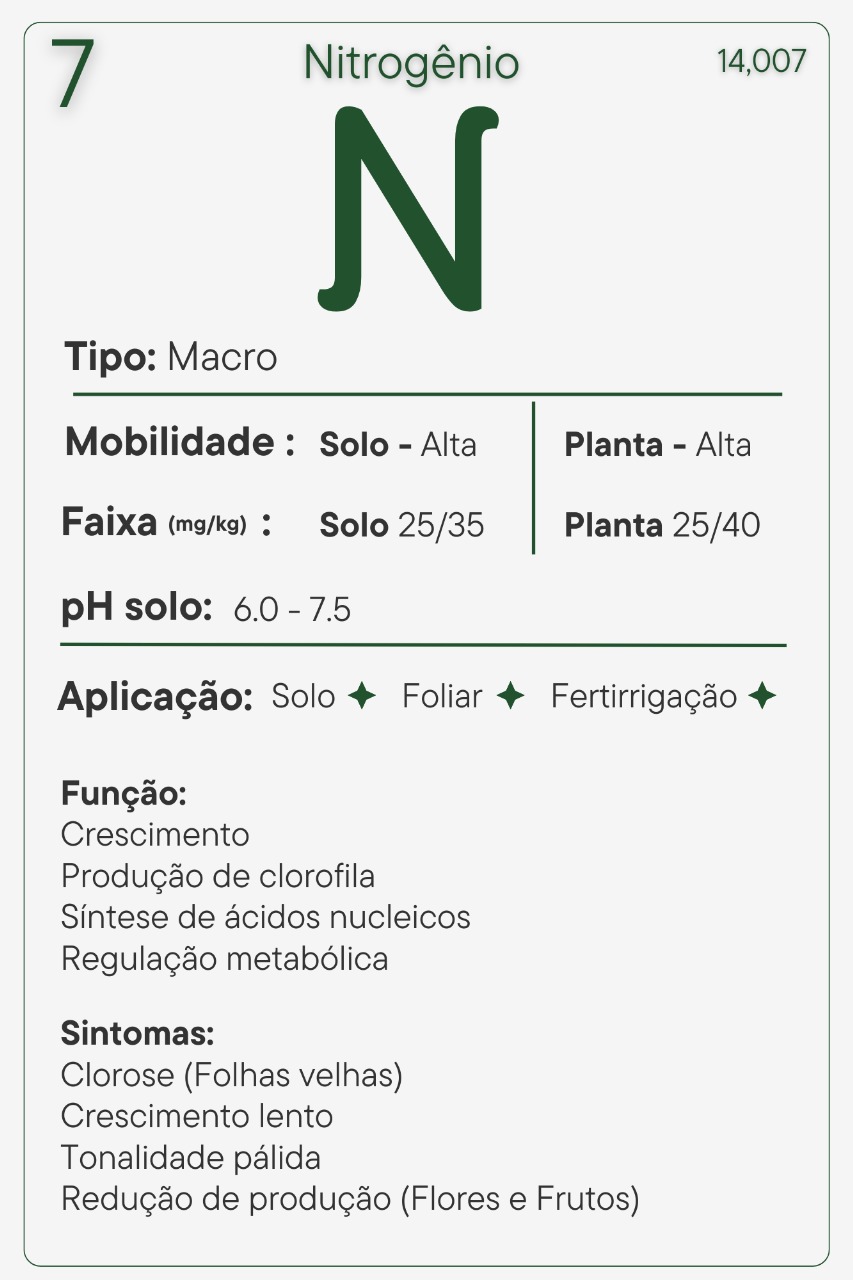 7 Nitrogênio 14,007
N
Tipo: Macro
Mobilidade : Solo - Alta Planta - Alta
Faixa (mg/kg) : Solo 25/35 Planta 25/40
pH solo: 6.0 - 7.5
Aplicação: Solo ✦ Foliar ✦ Fertirrigação ✦
Função:
Crescimento
Produção de clorofila
Síntese de ácidos nucleicos
Regulação metabólica
Sintomas:
Clorose (Folhas velhas)
Crescimento lento
Tonalidade pálida
Redução de produção (Flores e Frutos)